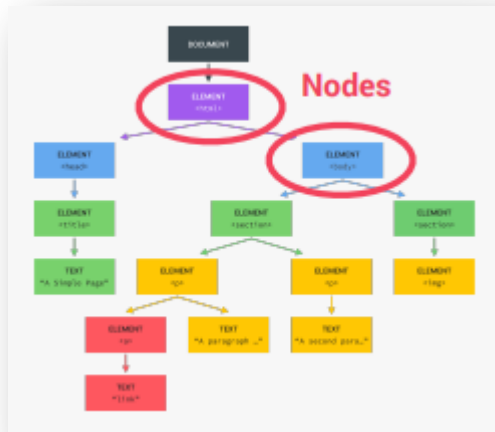 DOCUMENT
ELEMENT
<html>
Nodes
ELEMENT
<head>
ELEMENT
<body>
ELEMENT
<title>
ELEMENT
<section>
ELEMENT
<section>
TEXT
"A Simple Page"
ELEMENT
<p>
ELEMENT
<p>
ELEMENT
<img>
ELEMENT
<a>
TEXT
"A paragraph …"
TEXT
"A second para…"
TEXT
"link"